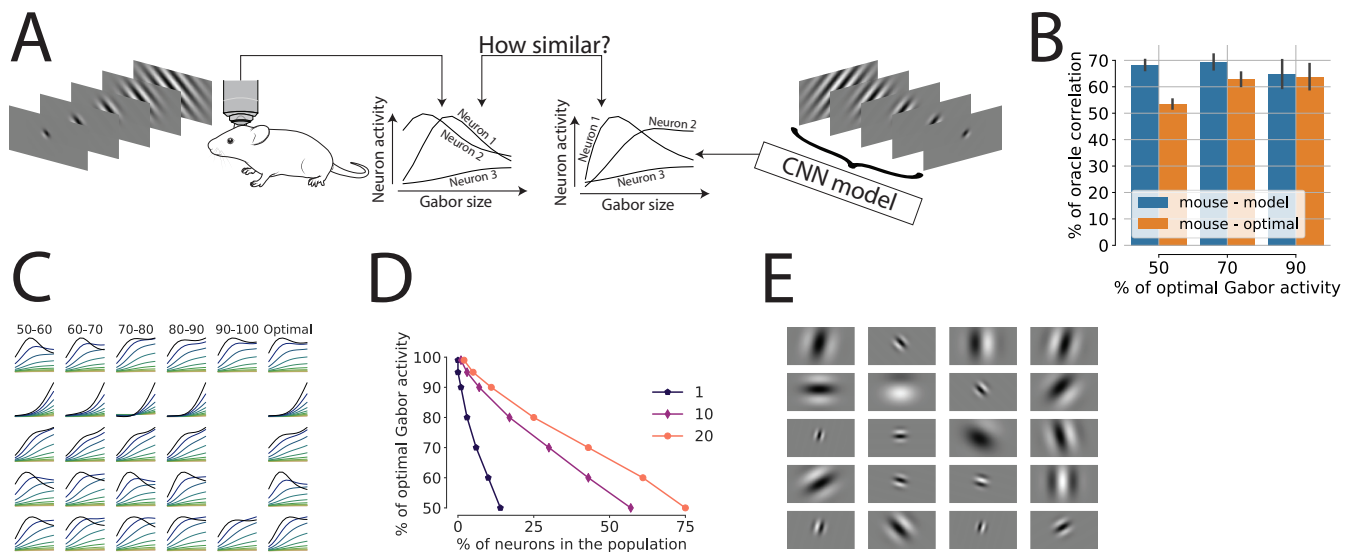 A
How similar?
Neuron activity
Neuron 1
Neuron 2
Neuron 3
Gabor size
Neuron activity
Neuron 1
Neuron 2
Neuron 3
Gabor size
CNN model
B
% of oracle correlation
70
60
50
40
30
20
10
0
mouse - model
mouse - optimal
50 70 90
% of optimal Gabor activity
C
50-60 60-70 70-80 80-90 90-100 Optimal
D
% of optimal Gabor activity
100
90
80
70
60
50
1
10
20
0 25 50 75
% of neurons in the population
E